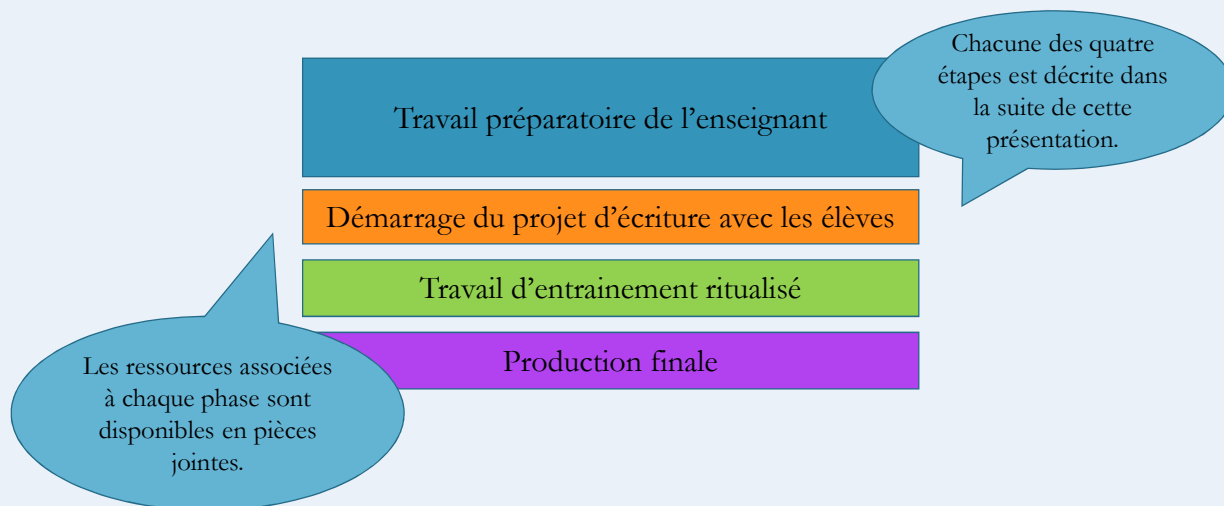 Chacune des quatre
étapes est décrite dans
la suite de cette
présentation.
Travail préparatoire de l’enseignant
Démarrage du projet d’écriture avec les élèves
Travail d’entrainement ritualisé
Production finale
Les ressources associées
à chaque phase sont
disponibles en pièces
jointes.